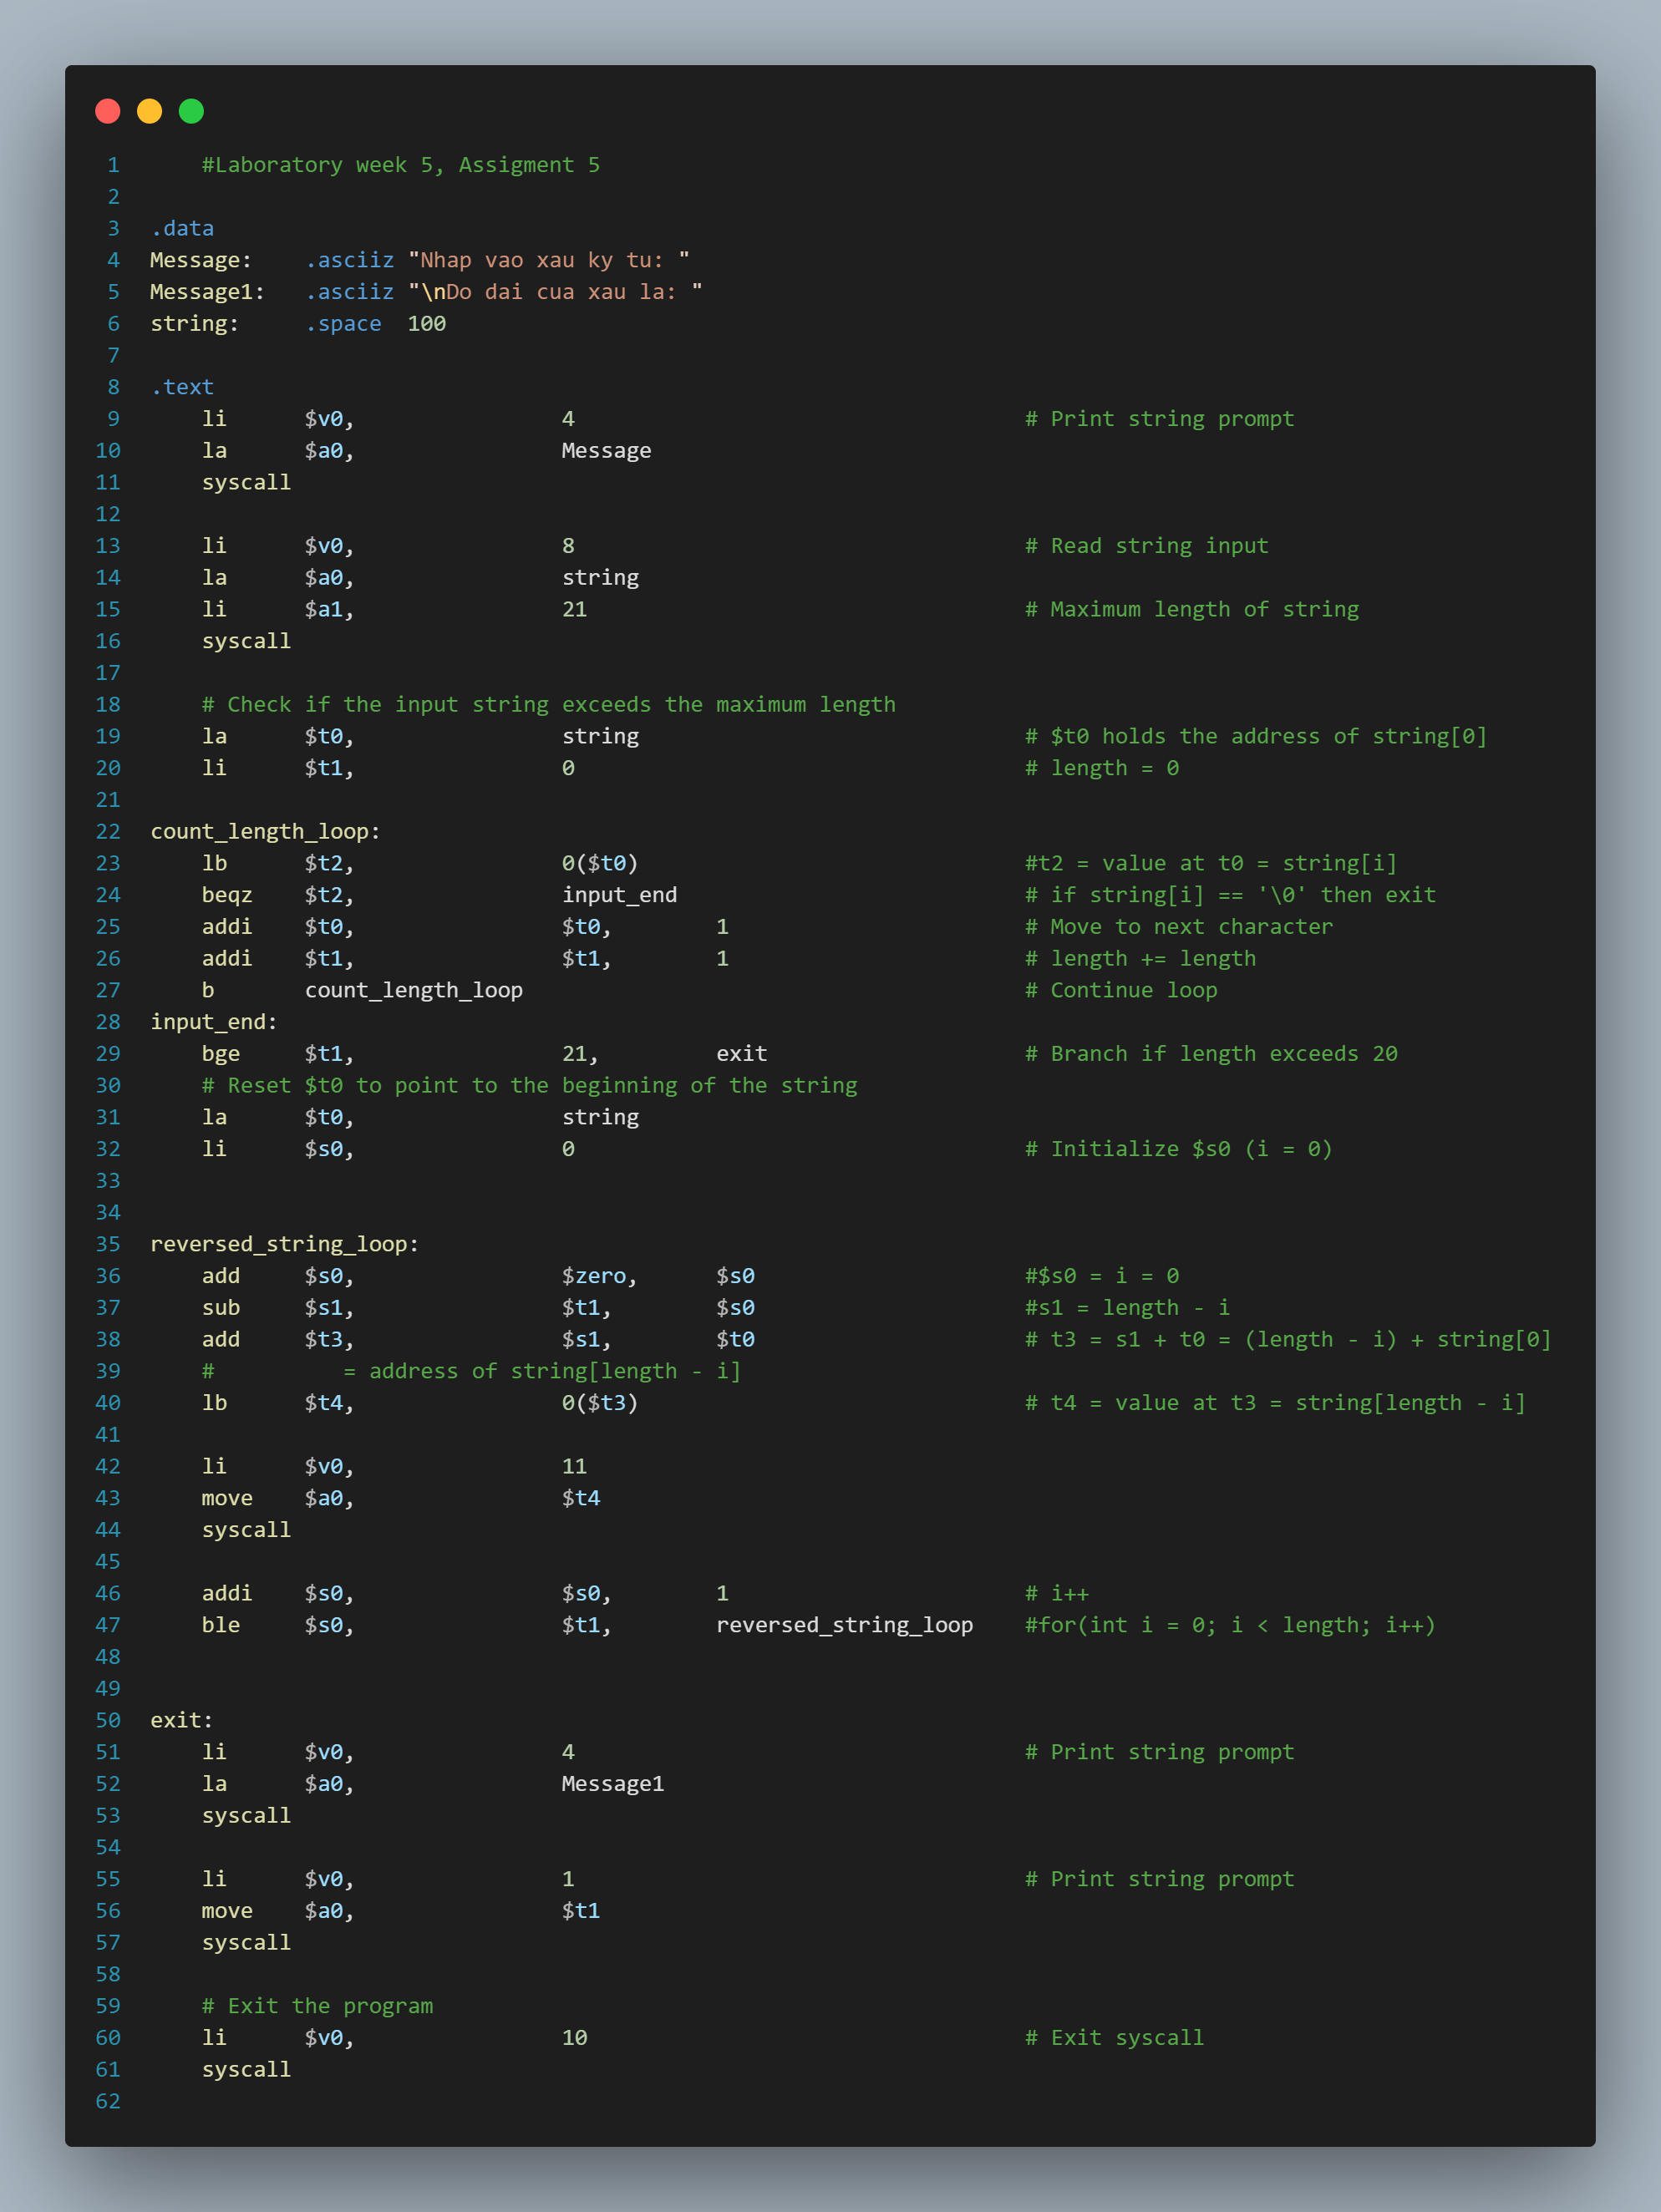 1 #Laboratory week 5, Assigment 5
2
3 .data
4 Message: .asciiz "Nhap vao xau ky tu: "
5 Message1: .asciiz "\nDo dai cua xau la: "
6 string: .space 100
7
8 .text
9 li $v0, 4 # Print string prompt
10 la $a0, Message
11 syscall
12
13 li $v0, 8 # Read string input
14 la $a0, string
15 li $a1, 21 # Maximum length of string
16 syscall
17
18 # Check if the input string exceeds the maximum length
19 la $t0, string # $t0 holds the address of string[0]
20 li $t1, 0 # length = 0
21
22 count_length_loop:
23 lb $t2, 0($t0) #t2 = value at t0 = string[i]
24 beqz $t2, input_end # if string[i] == '\0' then exit
25 addi $t0, $t0, 1 # Move to next character
26 addi $t1, $t1, 1 # length += length
27 b count_length_loop # Continue loop
28 input_end:
29 bge $t1, 21, exit # Branch if length exceeds 20
30 # Reset $t0 to point to the beginning of the string
31 la $t0, string
32 li $s0, 0 # Initialize $s0 (i = 0)
33
34
35 reversed_string_loop:
36 add $s0, $zero, $s0 #$s0 = i = 0
37 sub $s1, $t1, $s0 #s1 = length - i
38 add $t3, $s1, $t0 # t3 = s1 + t0 = (length - i) + string[0]
39 # = address of string[length - i]
40 lb $t4, 0($t3) # t4 = value at t3 = string[length - i]
41
42 li $v0, 11
43 move $a0, $t4
44 syscall
45
46 addi $s0, $s0, 1 # i++
47 ble $s0, $t1, reversed_string_loop #for(int i = 0; i < length; i++)
48
49
50 exit:
51 li $v0, 4 # Print string prompt
52 la $a0, Message1
53 syscall
54
55 li $v0, 1 # Print string prompt
56 move $a0, $t1
57 syscall
58
59 # Exit the program
60 li $v0, 10 # Exit syscall
61 syscall
62